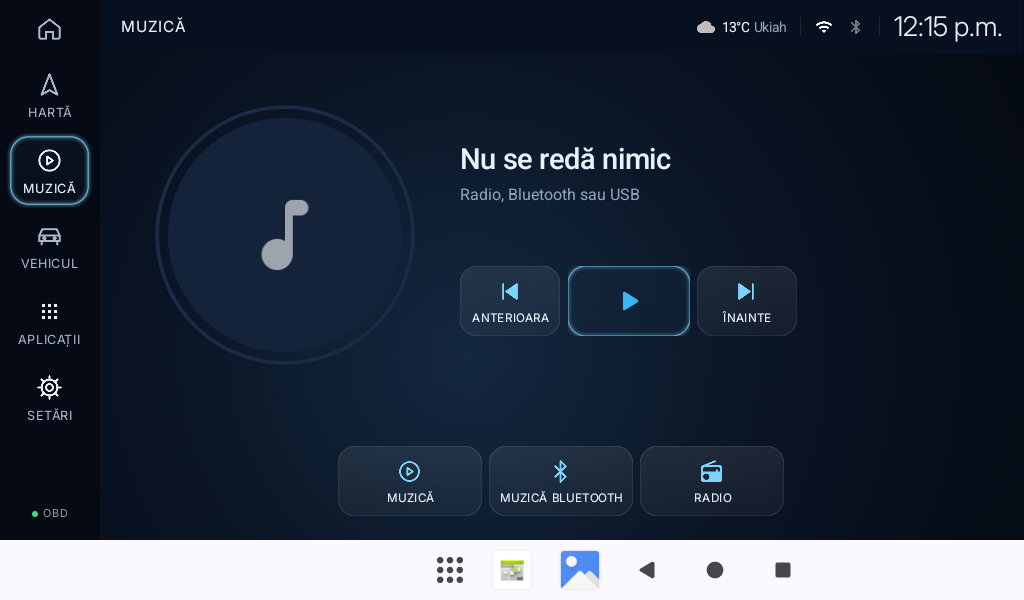 MUZICĂ
13°C Ukiah
12:15 p.m.
HARTĂ
MUZICĂ
VEHICUL
APLICAȚII
SETĂRI
OBD
Nu se redă nimic
Radio, Bluetooth sau USB
ANTERIOARA
ÎNAINTE
MUZICĂ
MUZICĂ BLUETOOTH
RADIO